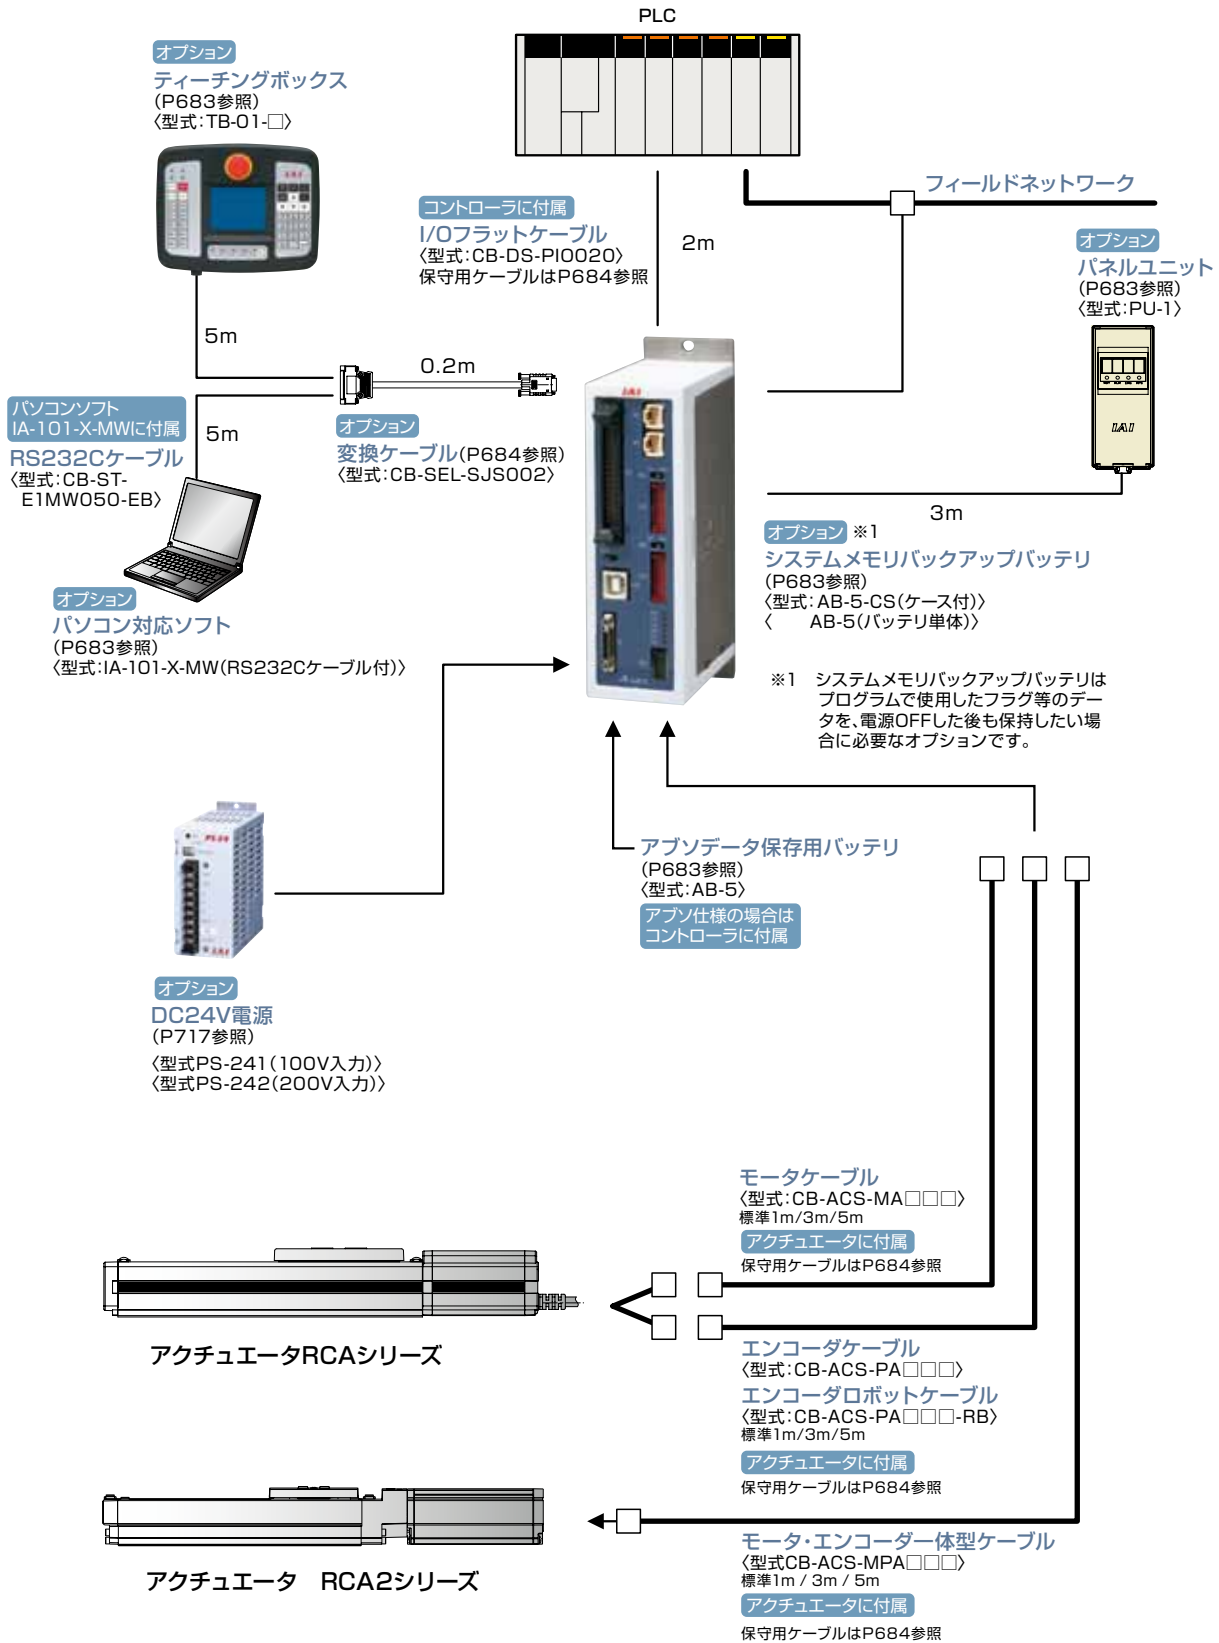 PLC
オプション
ティーチングボックス
(P683参照)
〈型式:TB-01-□〉
コントローラに付属
I/Oフラットケーブル
〈型式:CB-DS-PIO020〉
保守用ケーブルはP684参照
2m
フィールドネットワーク
オプション
パネルユニット
(P683参照)
〈型式:PU-1〉
IAI
3m
5m
0.2m
IAI
パソコンソフト
IA-101-X-MWに付属
5m
RS232Cケーブル
〈型式:CB-ST-
E1MW050-EB〉
オプション
変換ケーブル(P684参照)
〈型式:CB-SEL-SJS002〉
オプション
パソコン対応ソフト
(P683参照)
〈型式:IA-101-X-MW(RS232Cケーブル付)〉
オプション ※1
システムメモリバックアップバッテリ
(P683参照)
〈型式:AB-5-CS(ケース付)〉
〈 AB-5(バッテリ単体)〉
※1 システムメモリバックアップバッテリは
プログラムで使用したフラグ等のデー
タを、電源OFFした後も保持したい場
合に必要なオプションです。
PS-24
IAI
オプション
DC24V電源
(P717参照)
〈型式PS-241(100V入力)〉
〈型式PS-242(200V入力)〉
アブソデータ保存用バッテリ
(P683参照)
〈型式:AB-5〉
アブソ仕様の場合は
コントローラに付属
モータケーブル
〈型式:CB-ACS-MA□□□〉
標準1m/3m/5m
アクチュエータに付属
保守用ケーブルはP684参照
アクチュエータRCAシリーズ
エンコーダケーブル
〈型式:CB-ACS-PA□□□〉
エンコーダロボットケーブル
〈型式:CB-ACS-PA□□□-RB〉
標準1m/3m/5m
アクチュエータに付属
保守用ケーブルはP684参照
アクチュエータ RCA2シリーズ
モータ・エンコーダ一体型ケーブル
〈型式CB-ACS-MPA□□□〉
標準1m / 3m / 5m
アクチュエータに付属
保守用ケーブルはP684参照